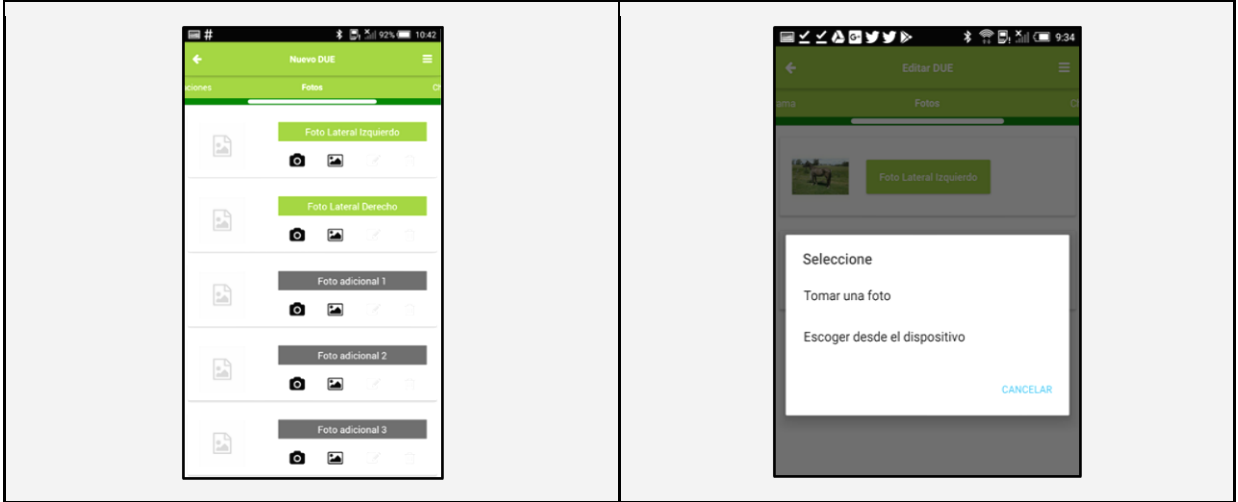 # 92% 10:42
Nuevo DUE
ciones Fotos Ch
Foto Lateral Izquierdo
Foto Lateral Derecho
Foto adicional 1
Foto adicional 2
Foto adicional 3
G+ 9:34
Editar DUE
ama Fotos C
Foto Lateral Izquierdo
Seleccione
Tomar una foto
Escoger desde el dispositivo
CANCELAR